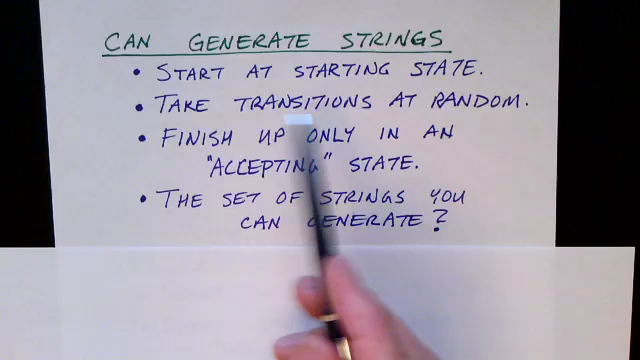 CAN GENERATE STRINGS
• START AT STARTING STATE.
• TAKE TRANSITIONS AT RANDOM.
• FINISH UP ONLY IN AN
"ACCEPTING" STATE.
• THE SET OF STRINGS YOU
CAN GENERATE?